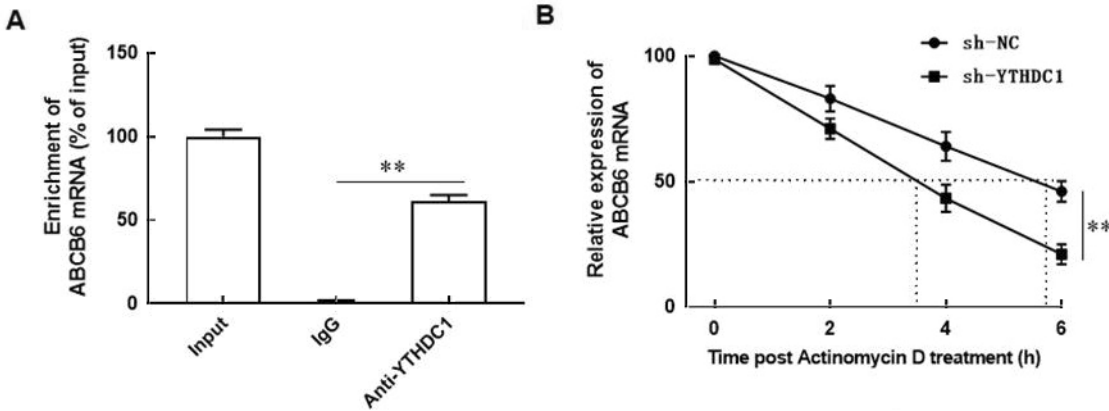 A
Enrichment of
ABCB6 mRNA (% of input)
150
100
50
0
**
Input
IgG
Anti-YTHDC1
B
Relative expression of
ABCB6 mRNA
100
50
0
sh-NC
sh-YTHDC1
**
0 2 4 6
Time post Actinomycin D treatment (h)